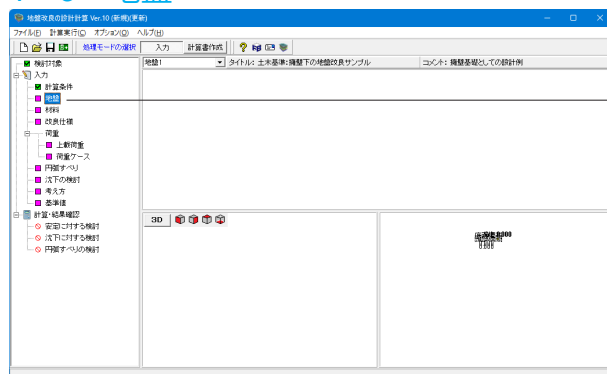 地盤改良の設計計算 Ver.10 (新規)(更新)
ファイル(F) 計算実行(C) オプション(O) ヘルプ(H)
処理モードの選択 入力 計算書作成
検討対象
地盤1 タイトル: 土木基準:擁壁下の地盤改良サンプル コメント: 擁壁基礎としての設計例
入力
計算条件
地盤
材料
改良仕様
荷重
上載荷重
荷重ケース
円弧すべり
沈下の検討
考え方
基準値
計算・結果確認
安定に対する検討
沈下に対する検討
円弧すべりの検討
3D